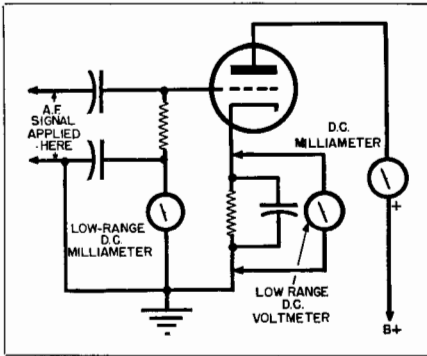 A.F.
SIGNAL
APPLIED
HERE
LOW-RANGE
D.C.
MILLIAMETER
D.C.
MILLIAMETER
+
LOW RANGE
D.C.
VOLTMETER
B+